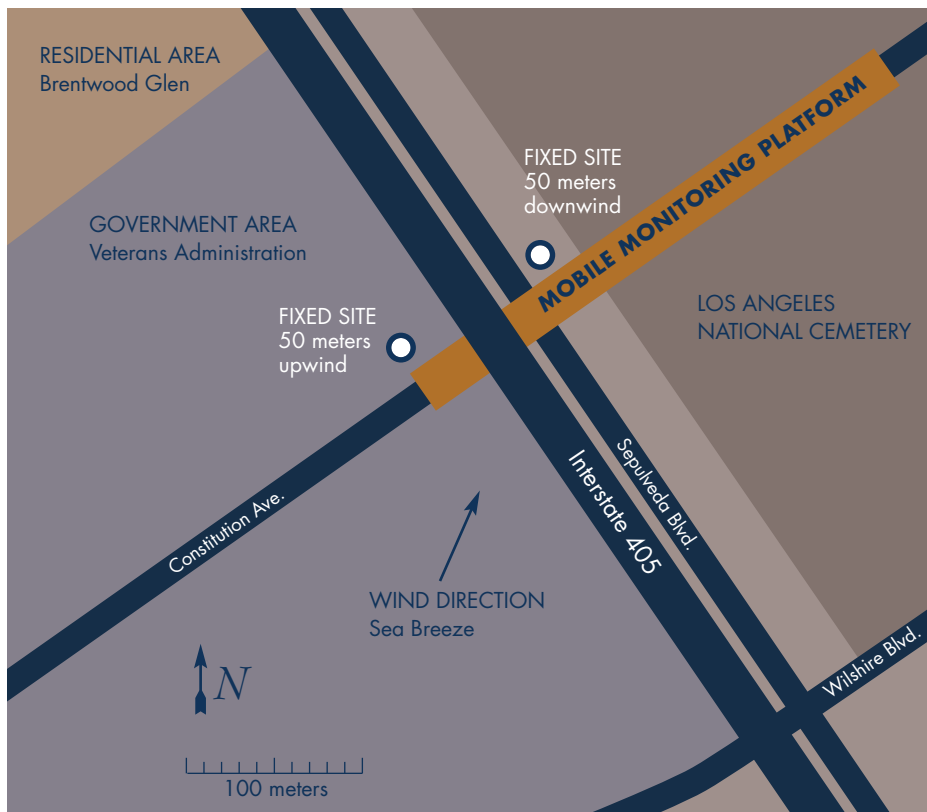 RESIDENTIAL AREA
Brentwood Glen
MOBILE MONITORING PLATFORM
FIXED SITE
50 meters
downwind
GOVERNMENT AREA
Veterans Administration
LOS ANGELES
NATIONAL CEMETERY
FIXED SITE
50 meters
upwind
Sepulveda Blvd.
Interstate 405
Constitution Ave.
WIND DIRECTION
Sea Breeze
Wilshire Blvd.
N
100 meters